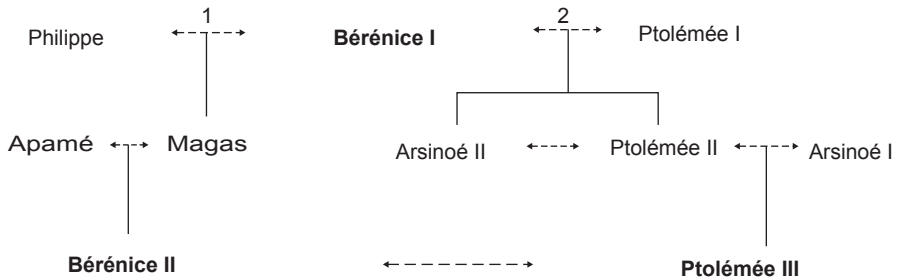 1 2
Philippe Bérénice I Ptolémée I
Apamé Magas Arsinoé II Ptolémée II Arsinoé I
Bérénice II Ptolémée III